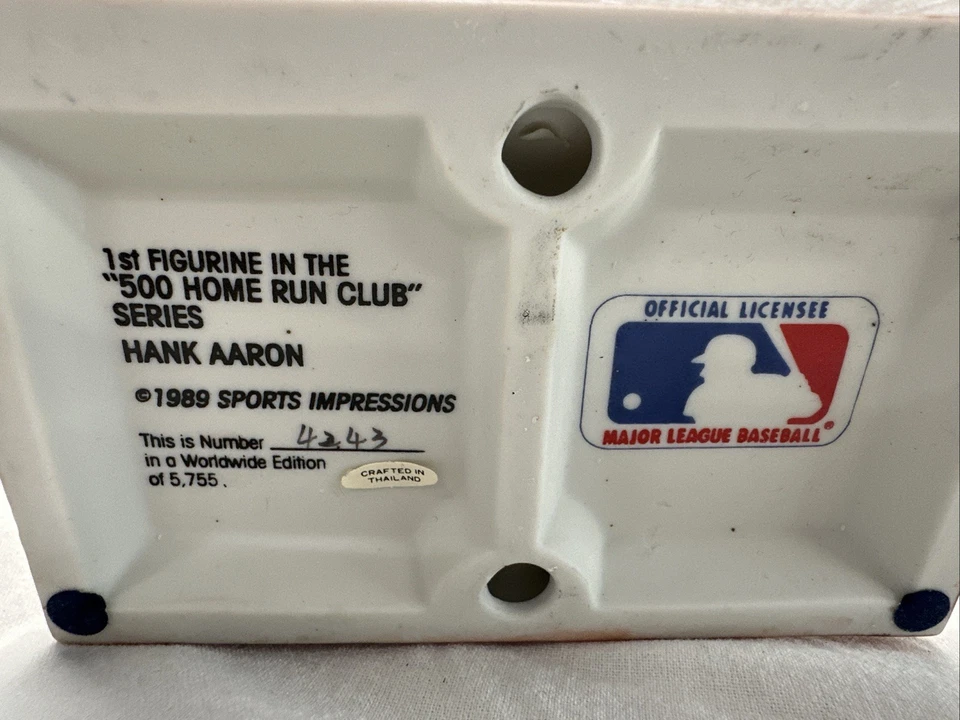 1st FIGURINE IN THE
"500 HOME RUN CLUB"
SERIES
HANK AARON
©1989 SPORTS IMPRESSIONS
This is Number 4243
in a Worldwide Edition
of 5,755.
CRAFTED IN
THAILAND
OFFICIAL LICENSEE
MAJOR LEAGUE BASEBALL®